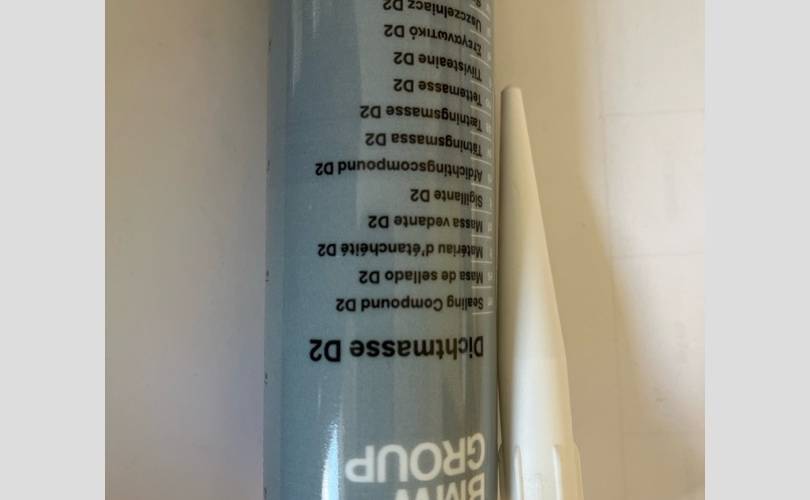 BMW
GROUP
Dichtmasse D2
Sealing Compound D2
Masa de sellado D2
Matériau d'étanchéité D2
Massa vedante D2
Sigillante D2
Afdichtingscompound D2
Tätningsmassa D2
Tætningsmasse D2
Tettemasse D2
Tiivisteaine D2
Στεγανωτικό D2
Uszczelniacz D2